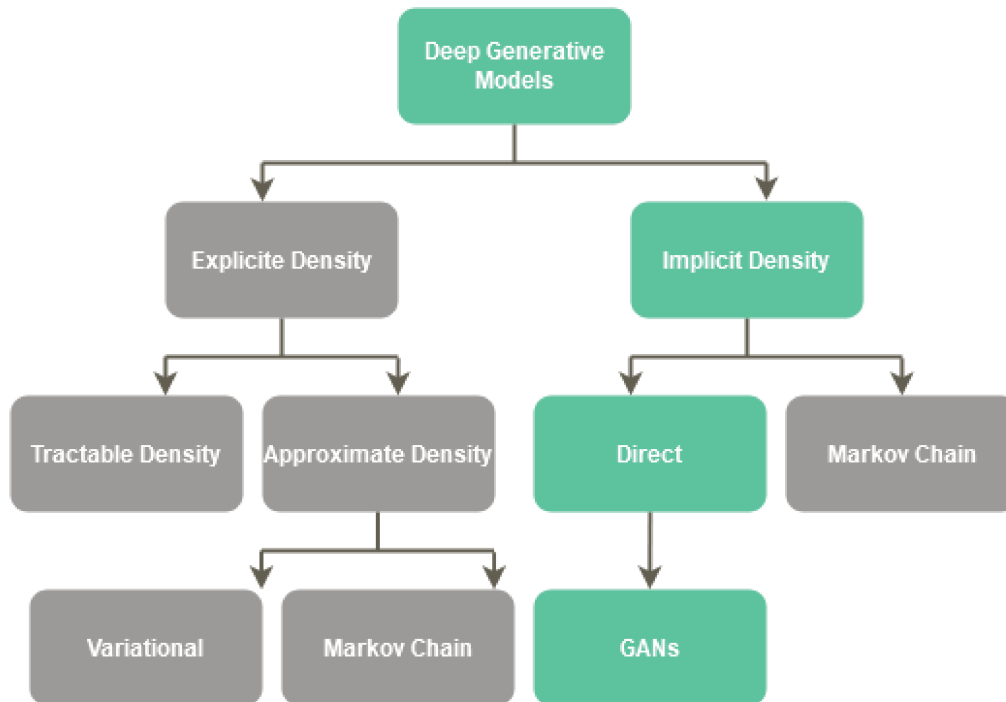 Deep Generative
Models
Explicite Density
Implicit Density
Tractable Density
Approximate Density
Direct
Markov Chain
Variational
Markov Chain
GANs